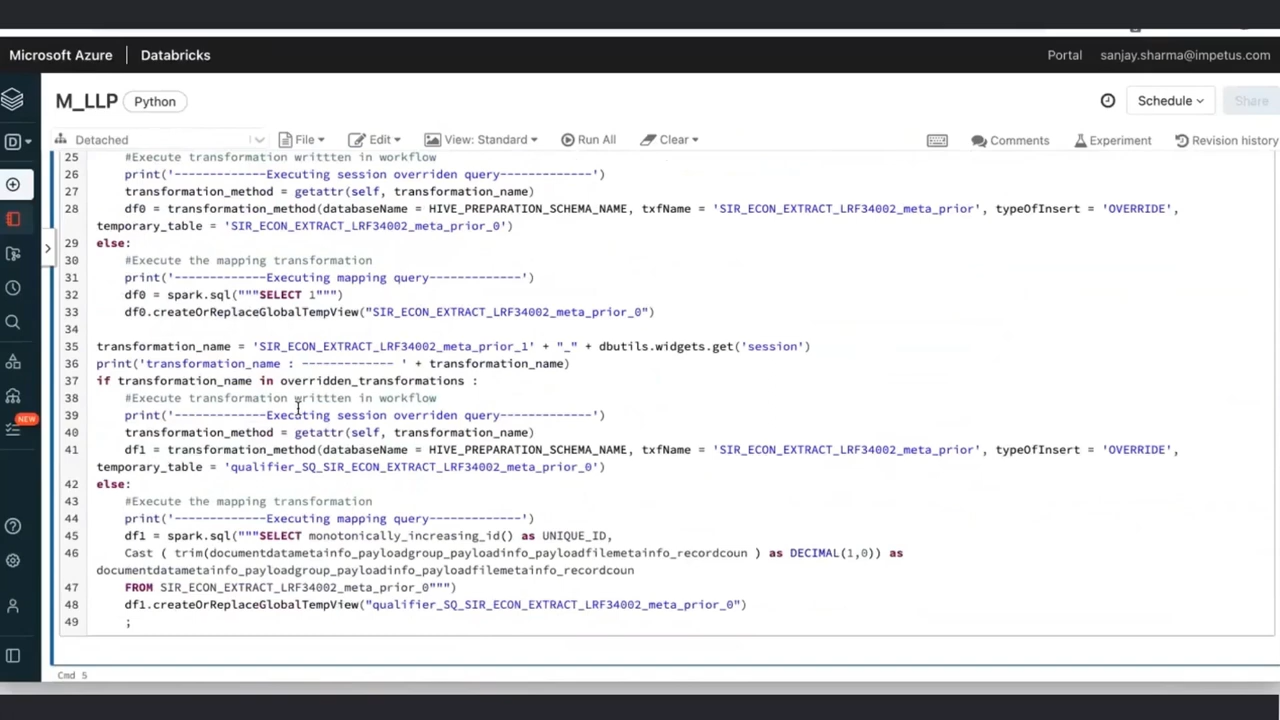 Microsoft Azure Databricks Portal sanjay.sharma@impetus.com
M_LLP Python Schedule Share
Detached File Edit View: Standard Run All Clear Comments Experiment Revision history
25 #Execute transformation writtten in workflow
26 print('-------------Executing session overriden query-------------')
27 transformation_method = getattr(self, transformation_name)
28 df0 = transformation_method(databaseName = HIVE_PREPARATION_SCHEMA_NAME, txfName = 'SIR_ECON_EXTRACT_LRF34002_meta_prior', typeOfInsert = 'OVERRIDE',
temporary_table = 'SIR_ECON_EXTRACT_LRF34002_meta_prior_0')
29 else:
30 #Execute the mapping transformation
31 print('-------------Executing mapping query-------------')
32 df0 = spark.sql("""SELECT 1""")
33 df0.createOrReplaceGlobalTempView("SIR_ECON_EXTRACT_LRF34002_meta_prior_0")
34
35 transformation_name = 'SIR_ECON_EXTRACT_LRF34002_meta_prior_1' + "_" + dbutils.widgets.get('session')
36 print('transformation_name : ------------- ' + transformation_name)
37 if transformation_name in overridden_transformations :
38 #Execute transformation writtten in workflow
39 print('-------------Executing session overriden query-------------')
40 transformation_method = getattr(self, transformation_name)
41 df1 = transformation_method(databaseName = HIVE_PREPARATION_SCHEMA_NAME, txfName = 'SIR_ECON_EXTRACT_LRF34002_meta_prior', typeOfInsert = 'OVERRIDE',
temporary_table = 'qualifier_SQ_SIR_ECON_EXTRACT_LRF34002_meta_prior_0')
42 else:
43 #Execute the mapping transformation
44 print('-------------Executing mapping query-------------')
45 df1 = spark.sql("""SELECT monotonically_increasing_id() as UNIQUE_ID,
46 Cast ( trim(documentdatametainfo_payloadgroup_payloadinfo_payloadfilemetainfo_recordcoun ) as DECIMAL(1,0)) as
documentdatametainfo_payloadgroup_payloadinfo_payloadfilemetainfo_recordcoun
47 FROM SIR_ECON_EXTRACT_LRF34002_meta_prior_0""")
48 df1.createOrReplaceGlobalTempView("qualifier_SQ_SIR_ECON_EXTRACT_LRF34002_meta_prior_0")
49 ;
NEW
Cmd 5